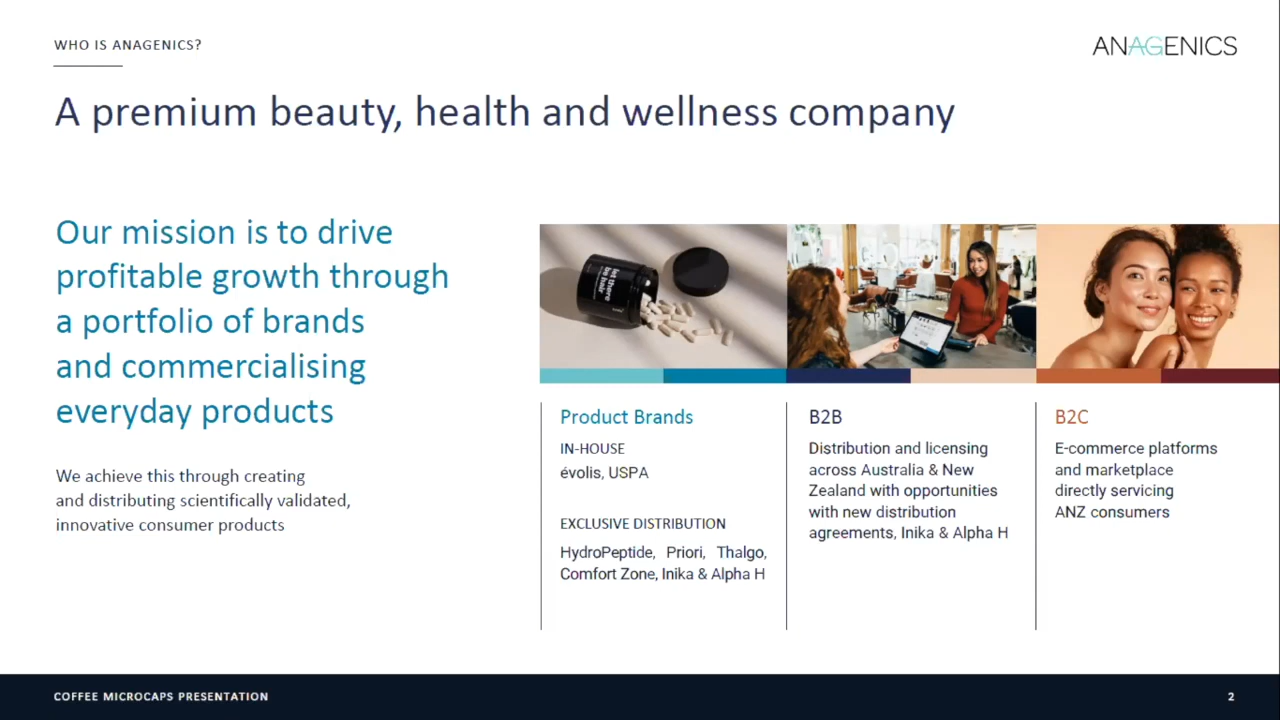 WHO IS ANAGENICS?
ANAGENICS
A premium beauty, health and wellness company
Our mission is to drive
profitable growth through
a portfolio of brands
and commercialising
everyday products
We achieve this through creating
and distributing scientifically validated,
innovative consumer products
let there
be hair
Product Brands
IN-HOUSE
évolis, USPA
EXCLUSIVE DISTRIBUTION
HydroPeptide, Priori, Thalgo,
Comfort Zone, Inika & Alpha H
B2B
Distribution and licensing
across Australia & New
Zealand with opportunities
with new distribution
agreements, Inika & Alpha H
B2C
E-commerce platforms
and marketplace
directly servicing
ANZ consumers
COFFEE MICROCAPS PRESENTATION
2